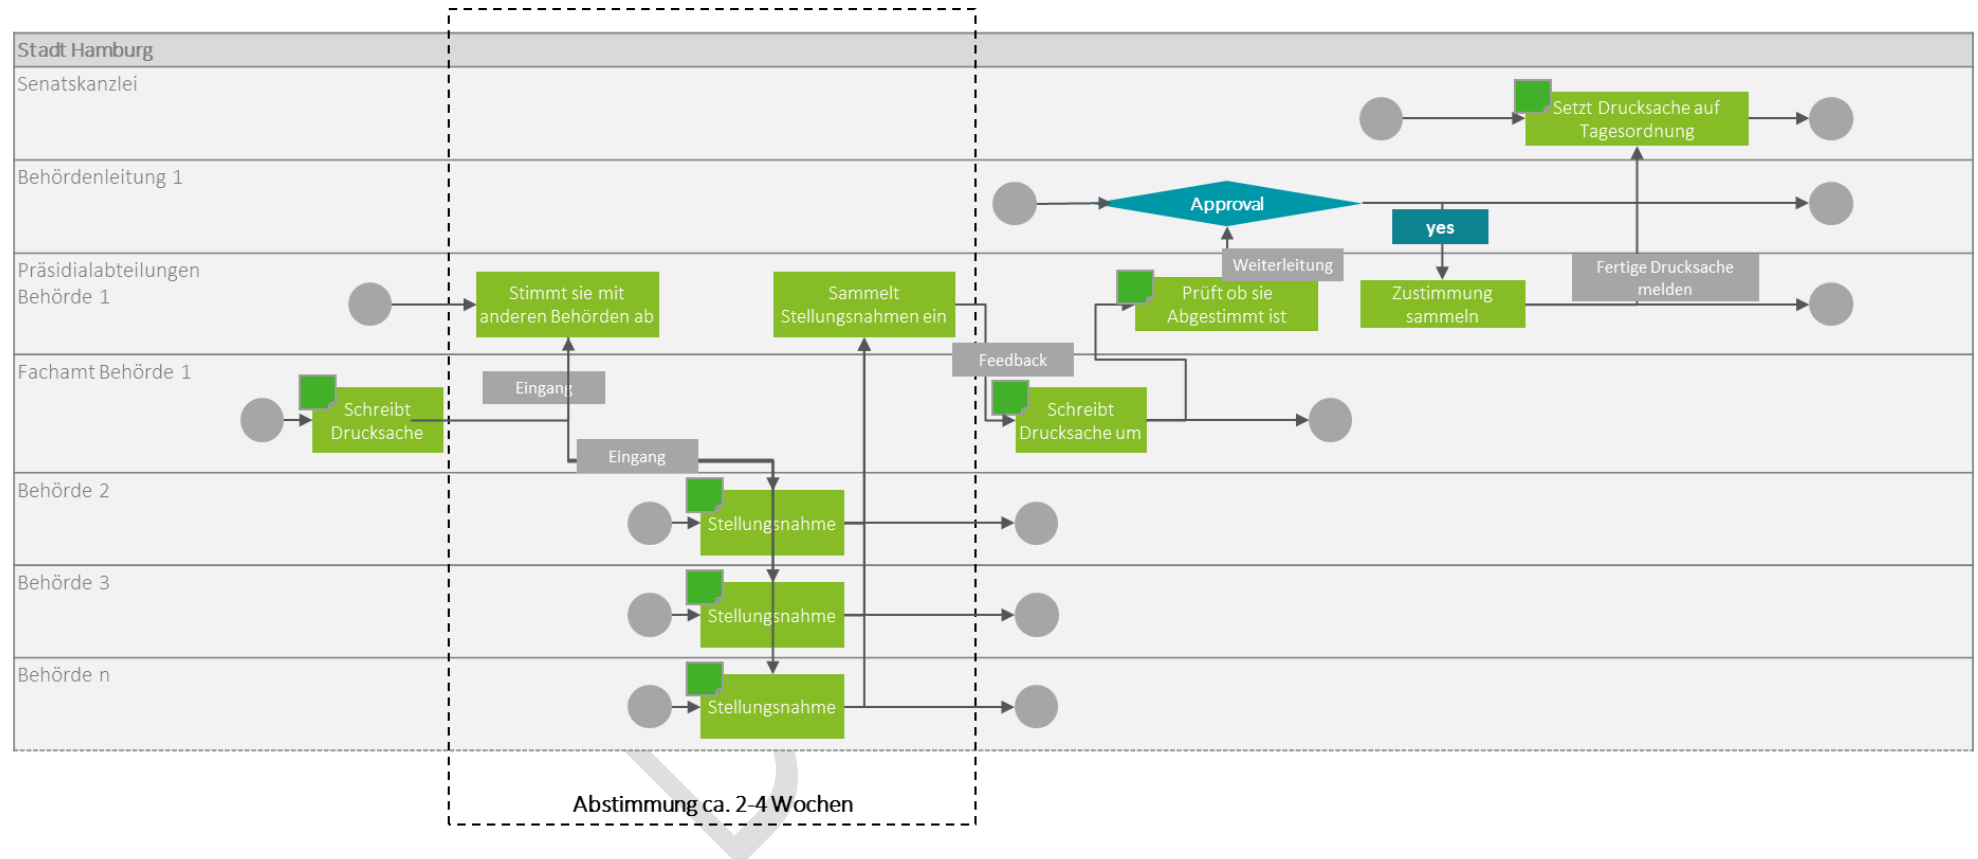 Stadt Hamburg
Senatskanzlei
Setzt Drucksache auf
Tagesordnung
Behördenleitung 1
Approval
yes
Präsidialabteilungen
Behörde 1
Stimmt sie mit
anderen Behörden ab
Sammelt
Stellungsnahmen ein
Weiterleitung
Prüft ob sie
Abgestimmt ist
Zustimmung
sammeln
Fertige Drucksache
melden
Fachamt Behörde 1
Schreibt
Drucksache
Eingang
Eingang
Feedback
Schreibt
Drucksache um
Behörde 2
Stellungsnahme
Behörde 3
Stellungsnahme
Behörde n
Stellungsnahme
Abstimmung ca. 2-4 Wochen